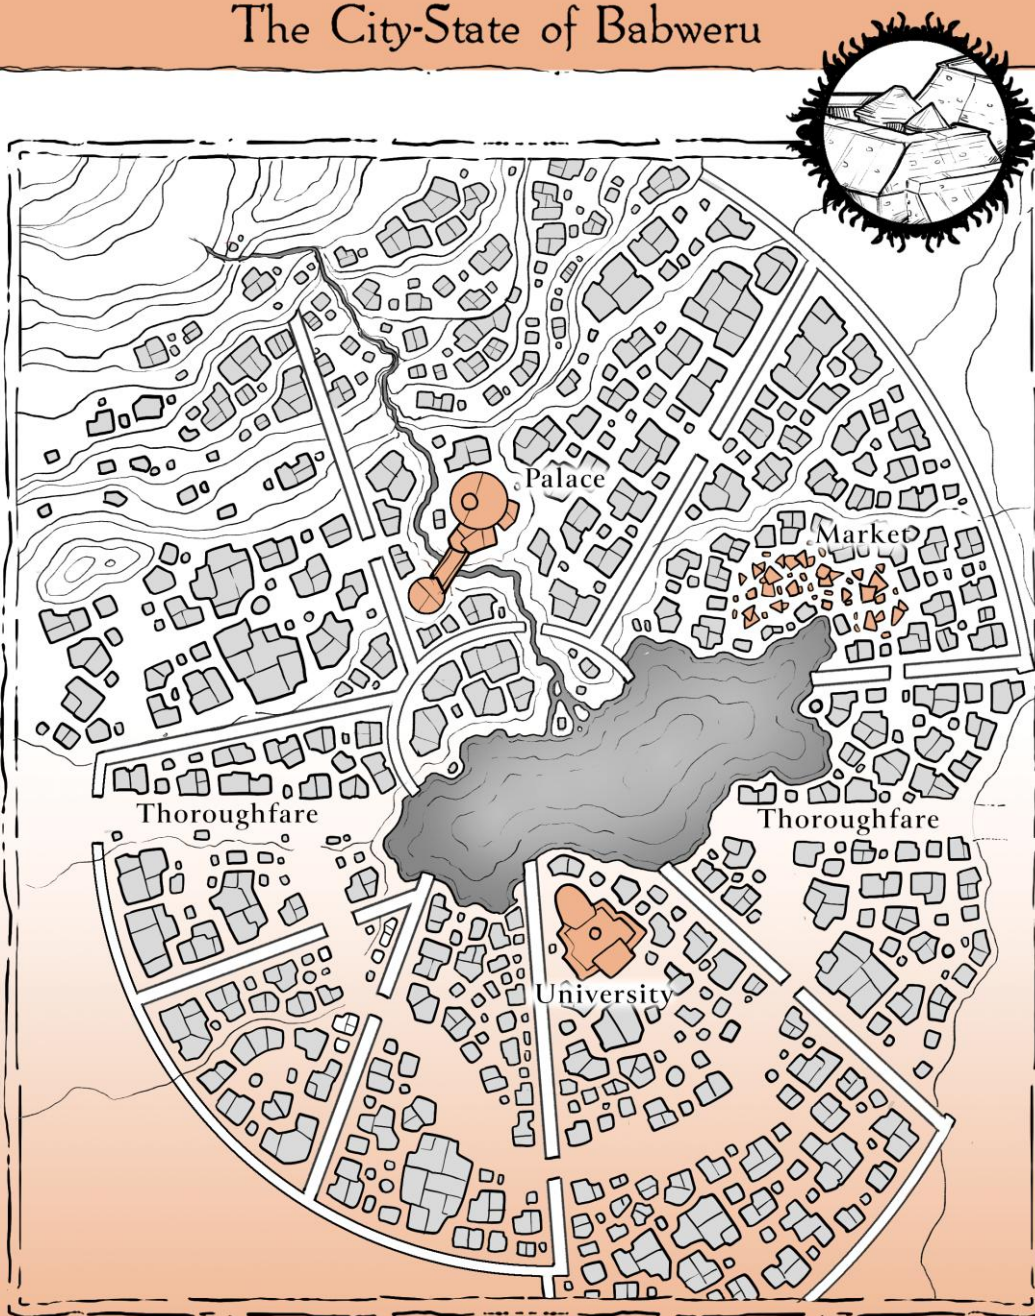 The City-State of Babweru
Palace
Market
Thoroughfare
Thoroughfare
University